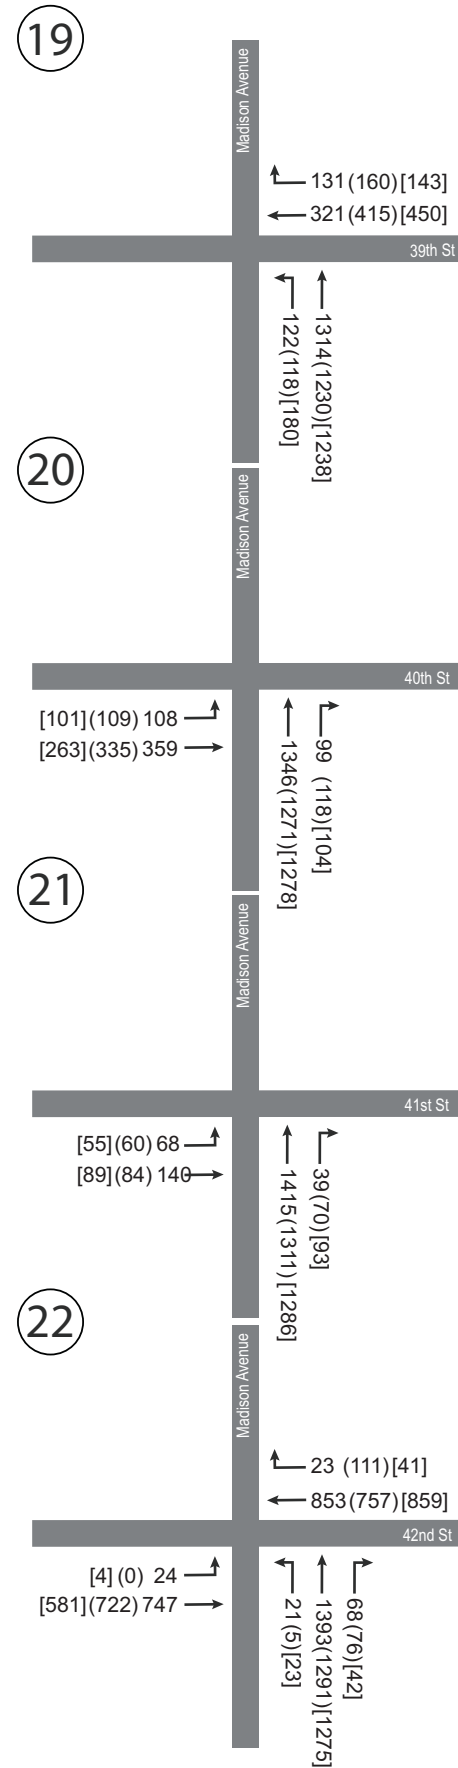 19
Madison Avenue
131 (160) [143]
321 (415) [450]
39th St
122 (118) [180]
1314 (1230) [1238]
20
Madison Avenue
40th St
[101] (109) 108
[263] (335) 359
1346 (1271) [1278]
99 (118) [104]
21
Madison Avenue
41st St
[55] (60) 68
[89] (84) 140
1415 (1311) [1286]
39 (70) [93]
22
Madison Avenue
23 (111) [41]
853 (757) [859]
42nd St
[4] (0) 24
[581] (722) 747
21 (5) [23]
1393 (1291) [1275]
68 (76) [42]